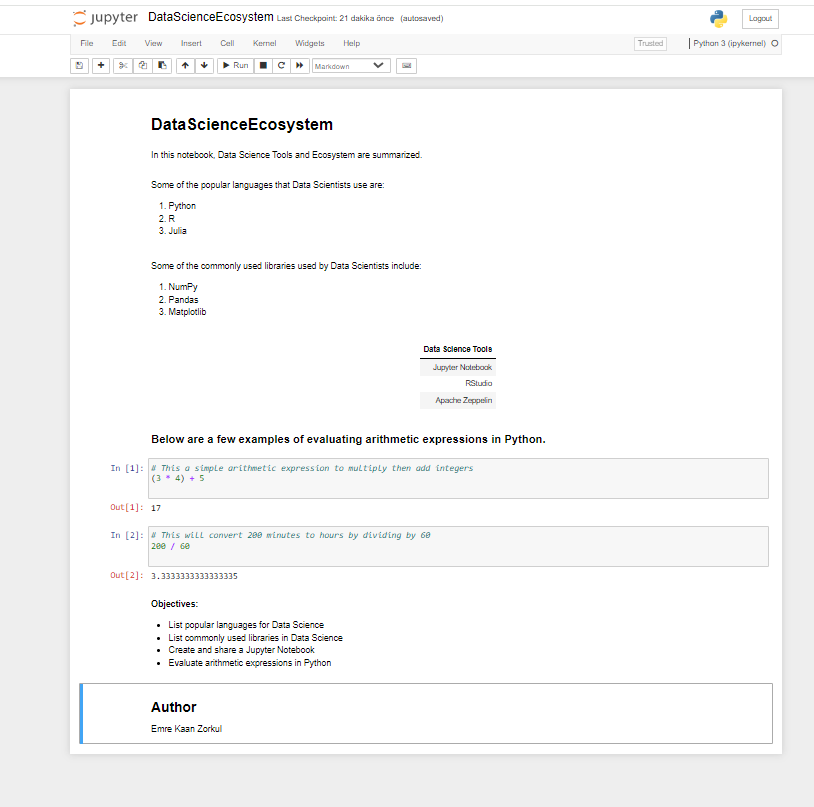 jupyter DataScienceEcosystem Last Checkpoint: 21 dakika önce (autosaved)
Logout
File Edit View Insert Cell Kernel Widgets Help
Trusted
Python 3 (ipykernel)
Run
Markdown
DataScienceEcosystem
In this notebook, Data Science Tools and Ecosystem are summarized.
Some of the popular languages that Data Scientists use are:
1. Python
2. R
3. Julia
Some of the commonly used libraries used by Data Scientists include:
1. NumPy
2. Pandas
3. Matplotlib
Data Science Tools
Jupyter Notebook
RStudio
Apache Zeppelin
Below are a few examples of evaluating arithmetic expressions in Python.
In [1]: # This a simple arithmetic expression to multiply then add integers
(3 * 4) + 5
Out[1]: 17
In [2]: # This will convert 200 minutes to hours by dividing by 60
200 / 60
Out[2]: 3.3333333333333335
Objectives:
• List popular languages for Data Science
• List commonly used libraries in Data Science
• Create and share a Jupyter Notebook
• Evaluate arithmetic expressions in Python
Author
Emre Kaan Zorkul